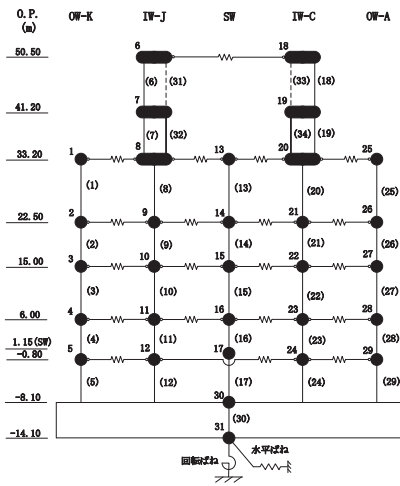 O.P. OW-K IW-J SW IW-C OW-A
(m)
6 18
50.50
(6) (31) (33) (18)
7 19
41.20
(7) (32) (34) (19)
1 8 13 20 25
33.20
(1) (8) (13) (20) (25)
2 9 14 21 26
22.50
(2) (9) (14) (21) (26)
3 10 15 22 27
15.00
(3) (10) (15) (22) (27)
4 11 16 23 28
6.00
(4) (11) (16) (23) (28)
1.15(SW)
5 12 17 24 29
-0.80
(5) (12) (17) (24) (29)
30
-8.10
(30)
31
-14.10
水平ばね
回転ばね